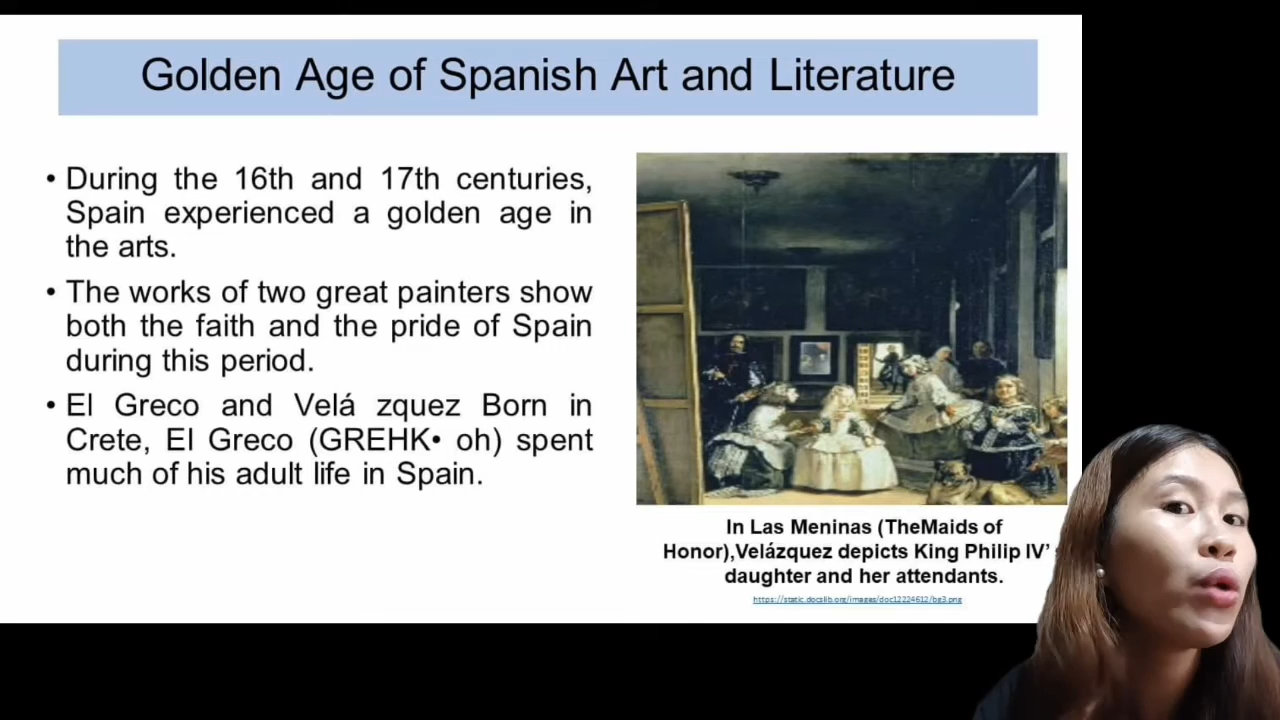 Golden Age of Spanish Art and Literature
• During the 16th and 17th centuries,
Spain experienced a golden age in
the arts.
• The works of two great painters show
both the faith and the pride of Spain
during this period.
• El Greco and Velá zquez Born in
Crete, El Greco (GREHK• oh) spent
much of his adult life in Spain.
In Las Meninas (TheMaids of
Honor),Velázquez depicts King Philip IV’
daughter and her attendants.
https://static.docslib.org/images/doc12224612/bg3.png